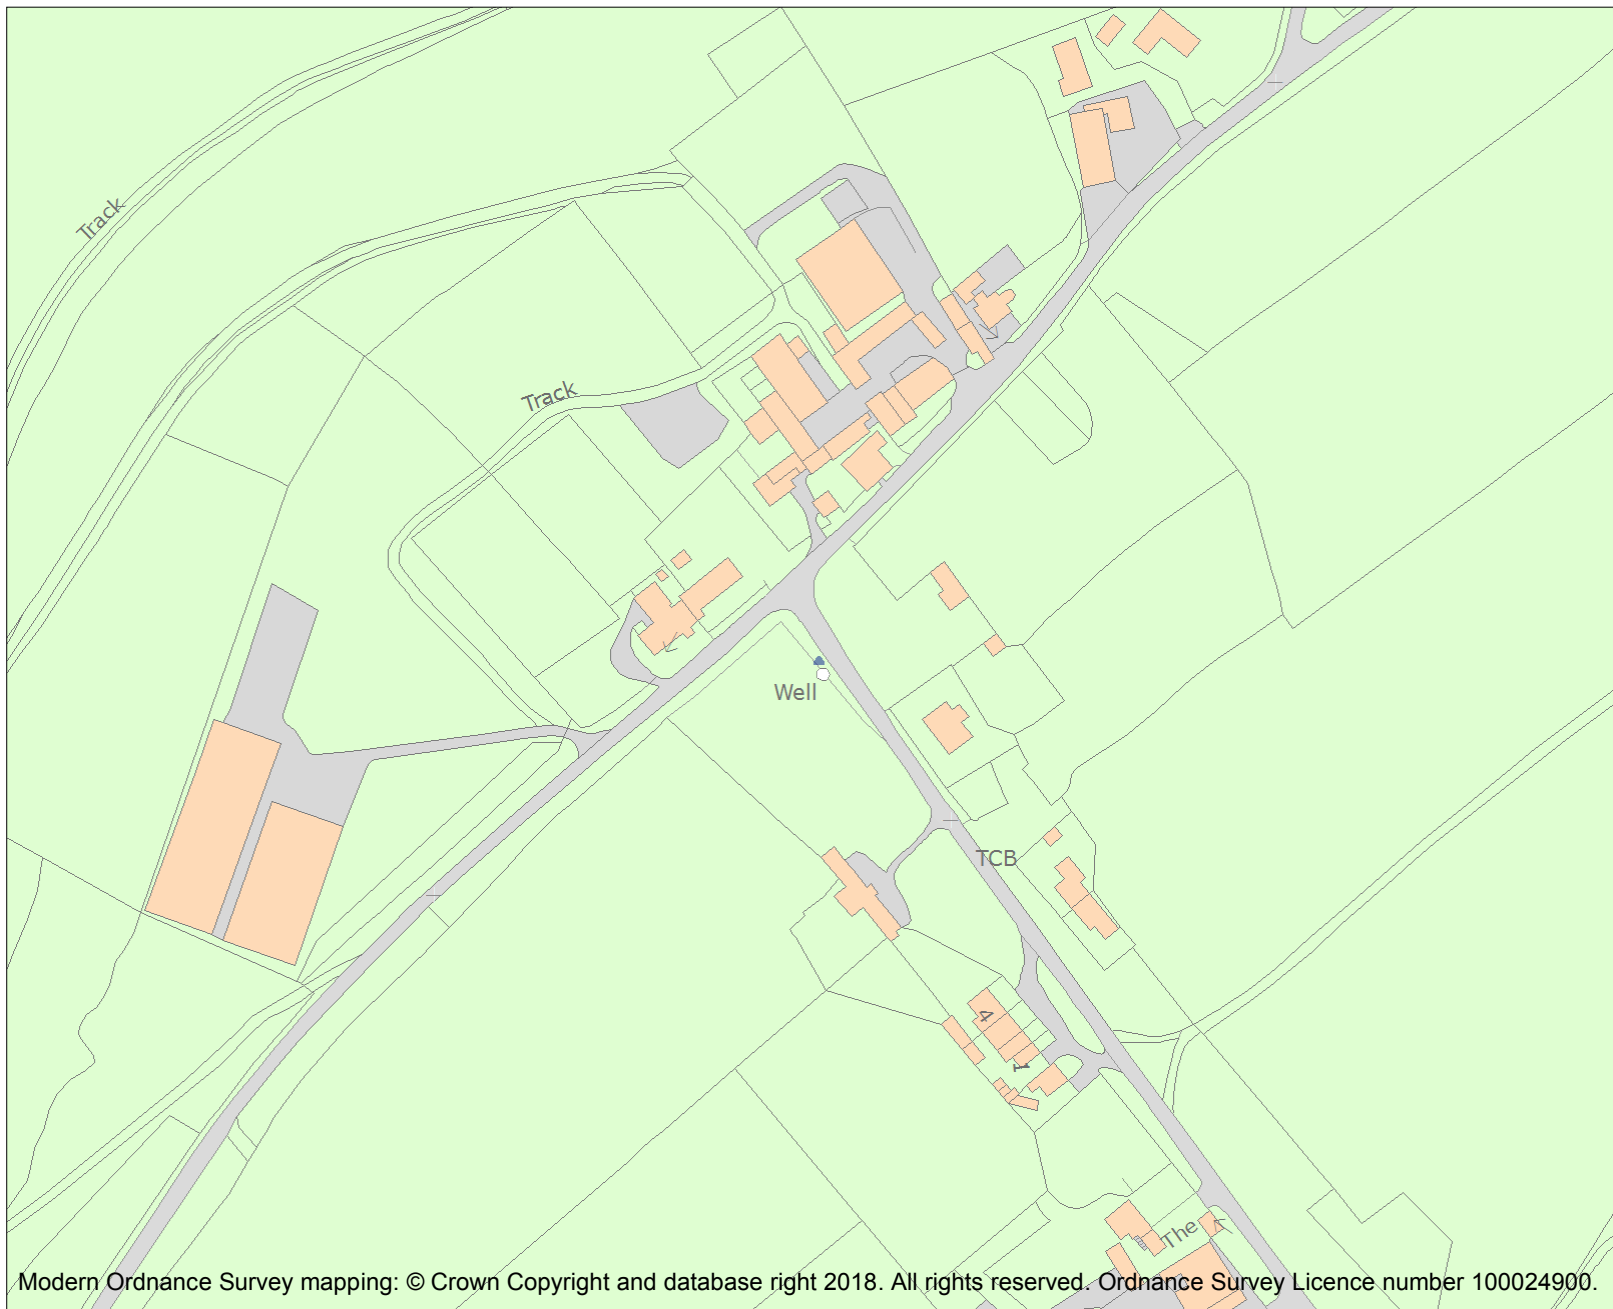 Track
Track
Well
TCB
4
1
The
Modern Ordnance Survey mapping: © Crown Copyright and database right 2018. All rights reserved. Ordnance Survey Licence number 100024900.